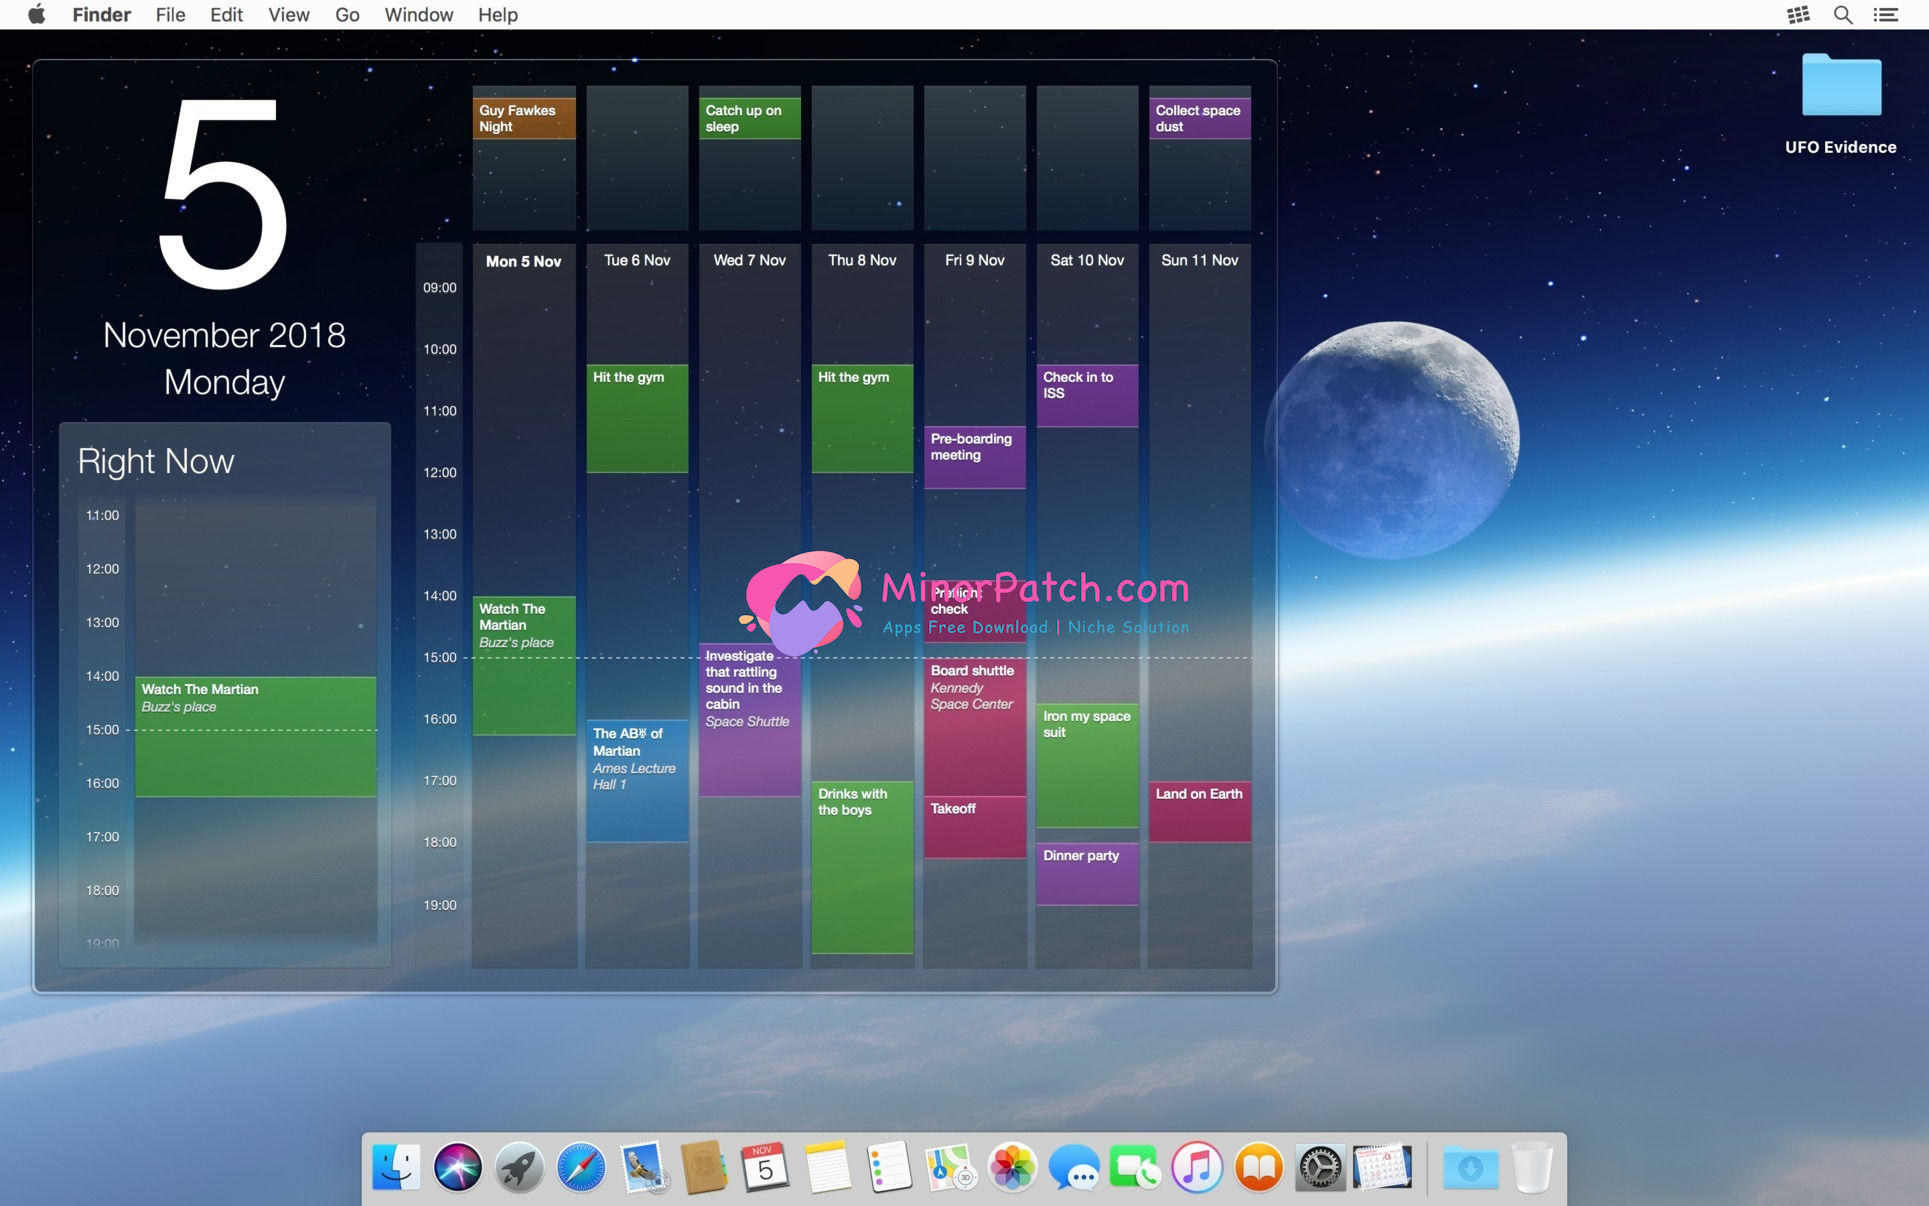 Finder File Edit View Go Window Help
UFO Evidence
5
November 2018
Monday
Right Now
11:00
12:00
13:00
14:00
15:00
16:00
17:00
18:00
19:00
Watch The Martian
Buzz's place
Guy Fawkes
Night
Catch up on
sleep
Collect space
dust
Mon 5 Nov
Tue 6 Nov
Wed 7 Nov
Thu 8 Nov
Fri 9 Nov
Sat 10 Nov
Sun 11 Nov
09:00
10:00
11:00
12:00
13:00
14:00
15:00
16:00
17:00
18:00
19:00
Watch The
Martian
Buzz's place
Hit the gym
The AB♅ of
Martian
Ames Lecture
Hall 1
Investigate
that rattling
sound in the
cabin
Space Shuttle
Hit the gym
Drinks with
the boys
Pre-boarding
meeting
Preflight
check
Board shuttle
Kennedy
Space Center
Takeoff
Check in to
ISS
Iron my space
suit
Dinner party
Land on Earth
MinorPatch.com
Apps Free Download | Niche Solution
NOV
5
3D